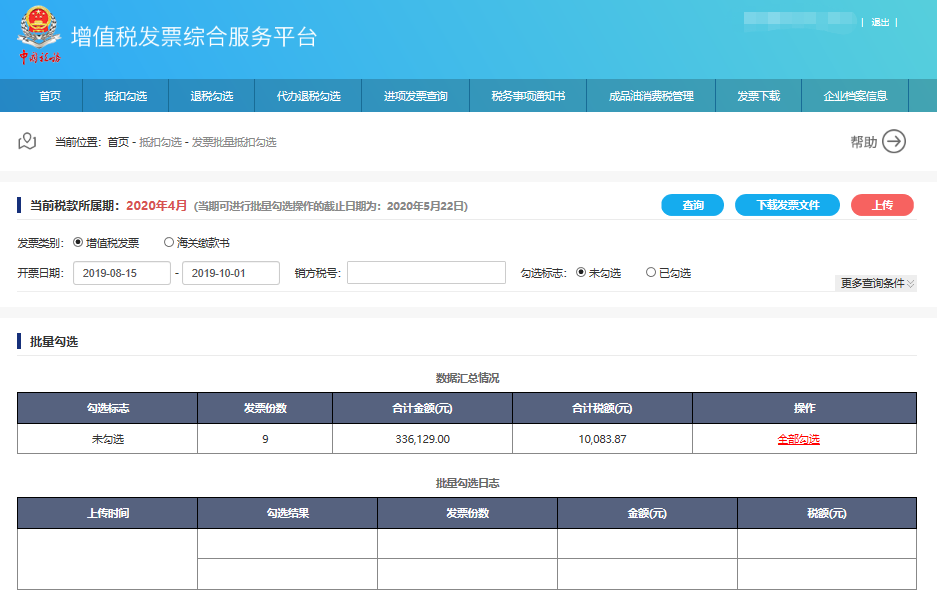 中国税务
增值税发票综合服务平台
| 退出 |
首页 抵扣勾选 退税勾选 代办退税勾选 进项发票查询 税务事项通知书 成品油消费税管理 发票下载 企业档案信息
当前位置: 首页 - 抵扣勾选 - 发票批量抵扣勾选 帮助
当前税款所属期: 2020年4月 (当期可进行批量勾选操作的截止日期为: 2020年5月22日) 查询 下载发票文件 上传
发票类别: 增值税发票 海关缴款书
开票日期: 2019-08-15 - 2019-10-01 销方税号: 勾选标志: 未勾选 已勾选
更多查询条件
批量勾选
数据汇总情况
勾选标志 发票份数 合计金额(元) 合计税额(元) 操作
未勾选 9 336,129.00 10,083.87 全部勾选
批量勾选日志
上传时间 勾选结果 发票份数 金额(元) 税额(元)